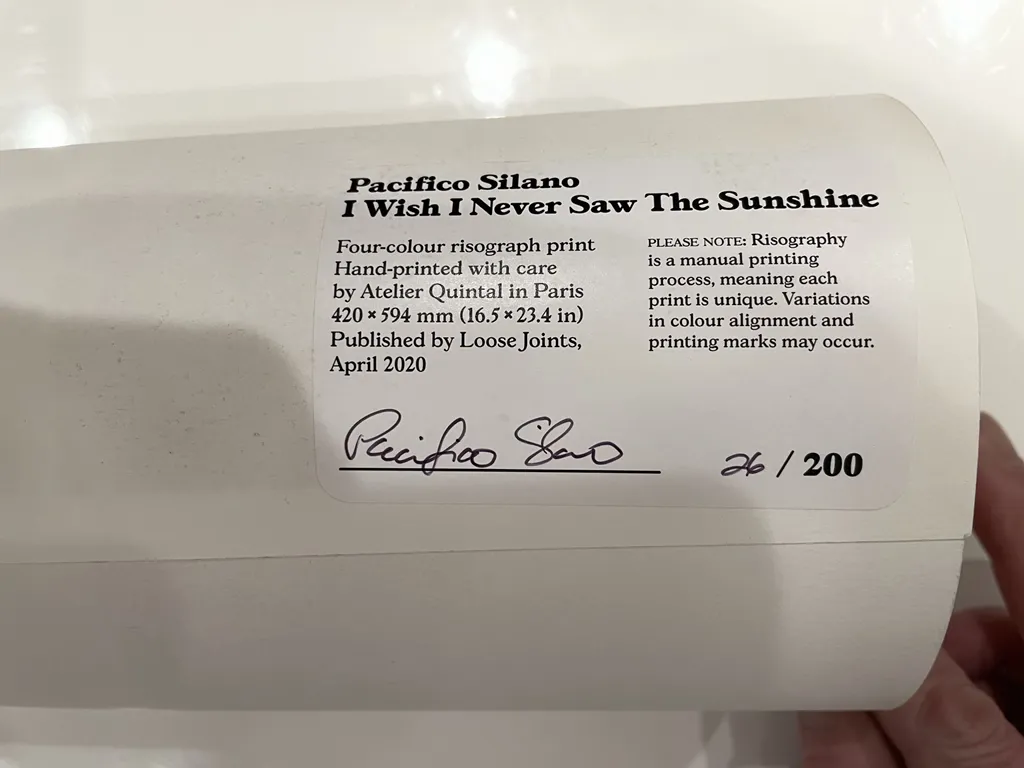 Pacifico Silano
I Wish I Never Saw The Sunshine
Four-colour risograph print
Hand-printed with care
by Atelier Quintal in Paris
420 × 594 mm (16.5 × 23.4 in)
Published by Loose Joints,
April 2020
PLEASE NOTE: Risography
is a manual printing
process, meaning each
print is unique. Variations
in colour alignment and
printing marks may occur.
Pacifico Silano
26 / 200